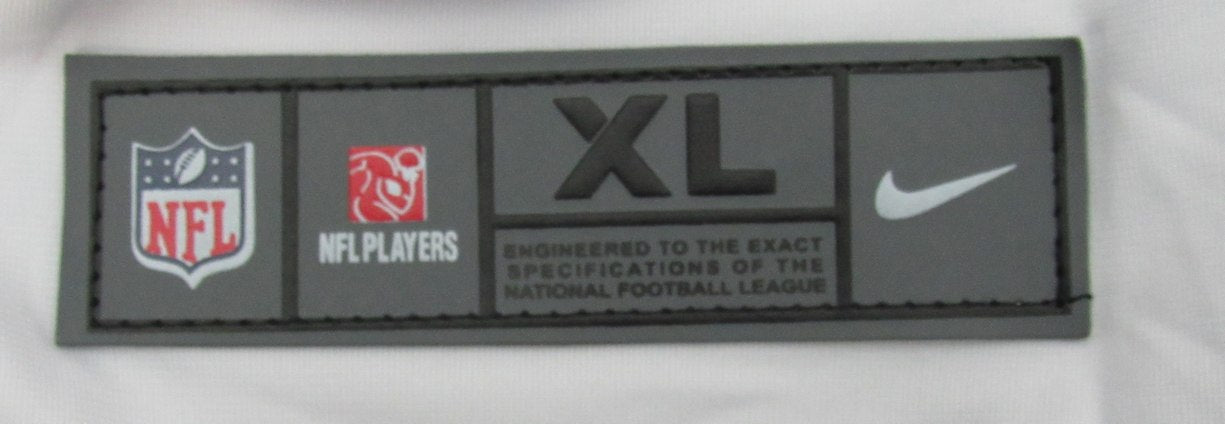 NFL
NFL PLAYERS
XL
ENGINEERED TO THE EXACT
SPECIFICATIONS OF THE
NATIONAL FOOTBALL LEAGUE